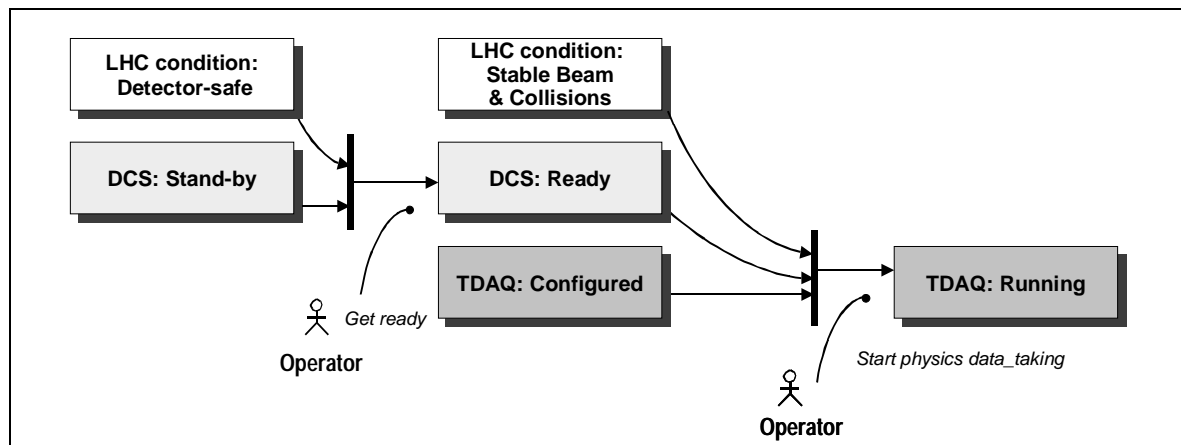 LHC condition:
Detector-safe
LHC condition:
Stable Beam
& Collisions
DCS: Stand-by
DCS: Ready
TDAQ: Configured
TDAQ: Running
Get ready
Operator
Start physics data_taking
Operator